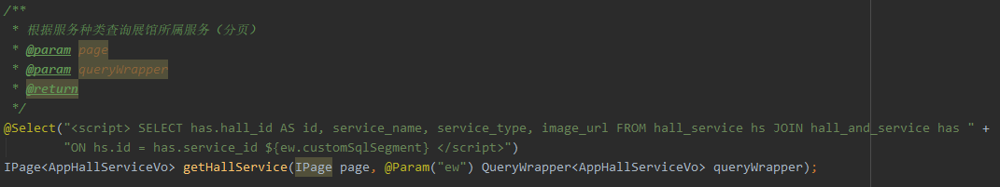 /**
 * 根据服务种类查询展馆所属服务（分页）
 * @param page
 * @param queryWrapper
 * @return
 */
@Select("<script> SELECT has.hall_id AS id, service_name, service_type, image_url FROM hall_service hs JOIN hall_and_service has " +
        "ON hs.id = has.service_id ${ew.customSqlSegment} </script>")
IPage<AppHallServiceVo> getHallService(IPage page, @Param("ew") QueryWrapper<AppHallServiceVo> queryWrapper);